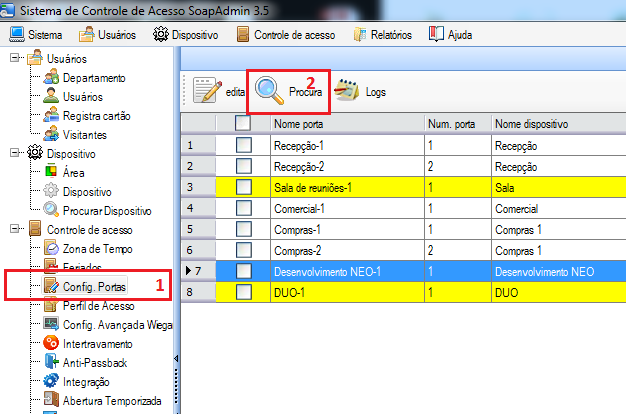 Sistema de Controle de Acesso SoapAdmin 3.5
Sistema Usuários Dispositivo Controle de acesso Relatórios Ajuda
Usuários
Departamento
Usuários
Registra cartão
Visitantes
Dispositivo
Área
Dispositivo
Procurar Dispositivo
Controle de acesso
Zona de Tempo
Feriados
Config. Portas 1
Perfil de Acesso
Config. Avançada Wiega
Intertravamento
Anti-Passback
Integração
Abertura Temporizada
edita Procura 2 Logs
Nome porta Num. porta Nome dispositivo
1 Recepção-1 1 Recepção
2 Recepção-2 2 Recepção
3 Sala de reuniões-1 1 Sala
4 Comercial-1 1 Comercial
5 Compras-1 1 Compras 1
6 Compras-2 2 Compras 1
7 Desenvolvimento NEO-1 1 Desenvolvimento NEO
8 DUO-1 1 DUO